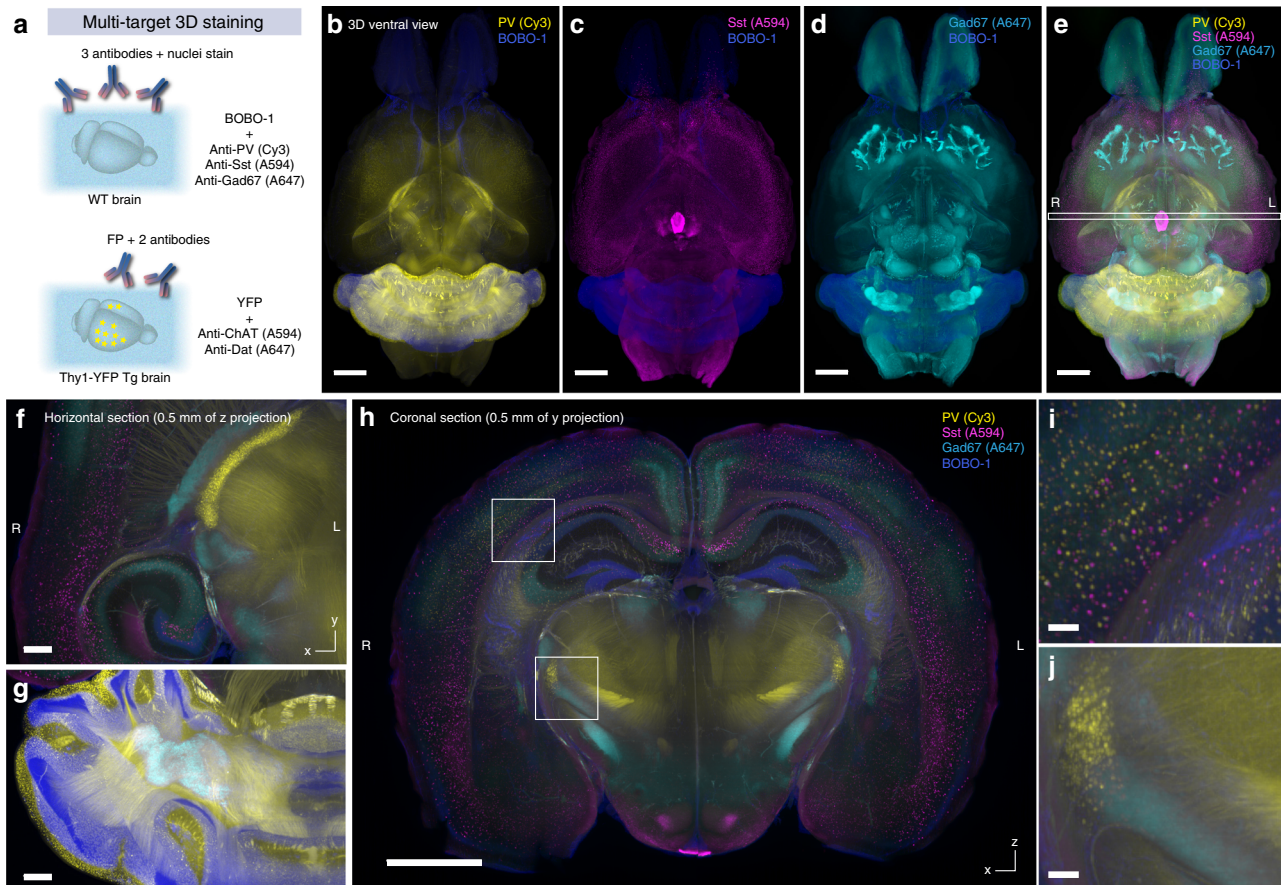 a
Multi-target 3D staining
3 antibodies + nuclei stain
BOBO-1
+
Anti-PV (Cy3)
Anti-Sst (A594)
Anti-Gad67 (A647)
WT brain
FP + 2 antibodies
YFP
+
Anti-ChAT (A594)
Anti-Dat (A647)
Thy1-YFP Tg brain
b
3D ventral view
PV (Cy3)
BOBO-1
c
Sst (A594)
BOBO-1
d
Gad67 (A647)
BOBO-1
e
PV (Cy3)
Sst (A594)
Gad67 (A647)
BOBO-1
R
L
f
Horizontal section (0.5 mm of z projection)
R
L
y
x
g
h
Coronal section (0.5 mm of y projection)
PV (Cy3)
Sst (A594)
Gad67 (A647)
BOBO-1
R
L
z
x
i
j